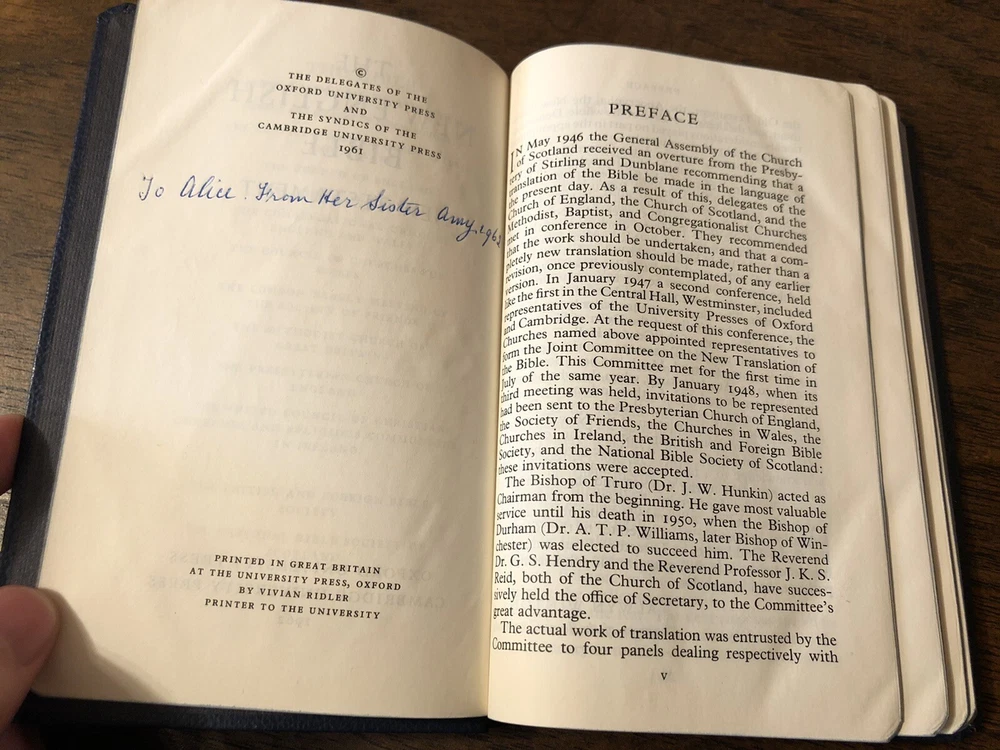 ©
THE DELEGATES OF THE
OXFORD UNIVERSITY PRESS
AND
THE SYNDICS OF THE
CAMBRIDGE UNIVERSITY PRESS
1961
To Alice. From Her Sister Amy.
PRINTED IN GREAT BRITAIN
AT THE UNIVERSITY PRESS, OXFORD
BY VIVIAN RIDLER
PRINTER TO THE UNIVERSITY
PREFACE
IN May 1946 the General Assembly of the Church
of Scotland received an overture from the Presby-
tery of Stirling and Dunblane recommending that a
translation of the Bible be made in the language of
the present day. As a result of this, delegates of the
Church of England, the Church of Scotland, and the
Methodist, Baptist, and Congregationalist Churches
met in conference in October. They recommended
that the work should be undertaken, and that a com-
pletely new translation should be made, rather than a
revision, once previously contemplated, of any earlier
version. In January 1947 a second conference, held
like the first in the Central Hall, Westminster, included
representatives of the University Presses of Oxford
and Cambridge. At the request of this conference, the
Churches named above appointed representatives to
form the Joint Committee on the New Translation of
the Bible. This Committee met for the first time in
July of the same year. By January 1948, when its
third meeting was held, invitations to be represented
had been sent to the Presbyterian Church of England,
the Society of Friends, the Churches in Wales, the
Churches in Ireland, the British and Foreign Bible
Society, and the National Bible Society of Scotland:
these invitations were accepted.
The Bishop of Truro (Dr. J. W. Hunkin) acted as
Chairman from the beginning. He gave most valuable
service until his death in 1950, when the Bishop of
Durham (Dr. A. T. P. Williams, later Bishop of Win-
chester) was elected to succeed him. The Reverend
Dr. G. S. Hendry and the Reverend Professor J. K. S.
Reid, both of the Church of Scotland, have succes-
sively held the office of Secretary, to the Committee's
great advantage.
The actual work of translation was entrusted by the
Committee to four panels dealing respectively with
v